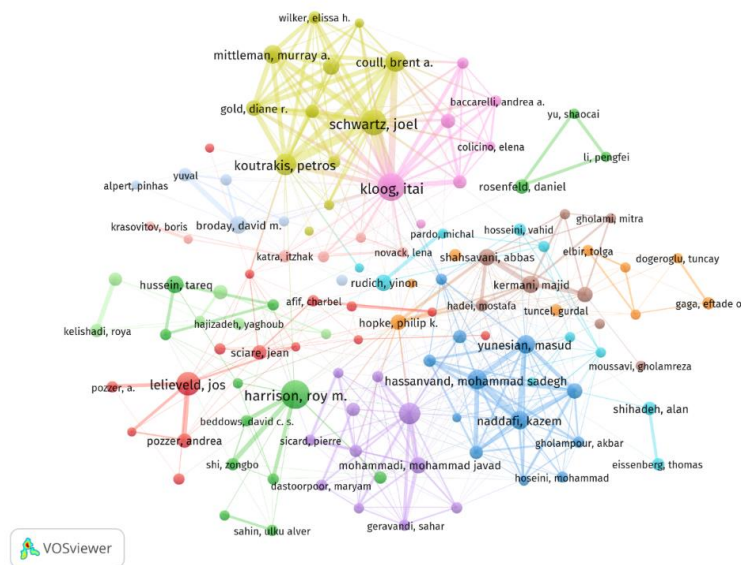 wilker, elissa h.
mittleman, murray a.
coull, brent a.
baccarelli, andrea a.
gold, diane r.
schwartz, joel
yu, shaocai
colicino, elena
li, pengfei
koutrakis, petros
yuval
alpert, pinhas
kloog, itai
rosenfeld, daniel
krasovitov, boris
broday, david m.
gholami, mitra
pardo, michal
hosseini, vahid
katra, itzhak
novack, lena
shahsavani, abbas
elbir, tolga
dogeroglu, tuncay
hussein, tareq
rudich, yinon
kermani, majid
afif, charbel
hadei, mostafa
tuncel, gurdal
gaga, eftade o
kelishadi, roya
hajizadeh, yaghoub
hopke, philip k.
sciare, jean
yunesian, masud
moussavi, gholamreza
pozzer, a.
lelieveld, jos
hassanvand, mohammad sadegh
harrison, roy m.
shihadeh, alan
beddows, david c. s.
naddafi, kazem
pozzer, andrea
sicard, pierre
gholampour, akbar
shi, zongbo
mohammadi, mohammad javad
eissenberg, thomas
hoseini, mohammad
dastoorpoor, maryam
geravandi, sahar
sahin, ulku alver
VOSviewer